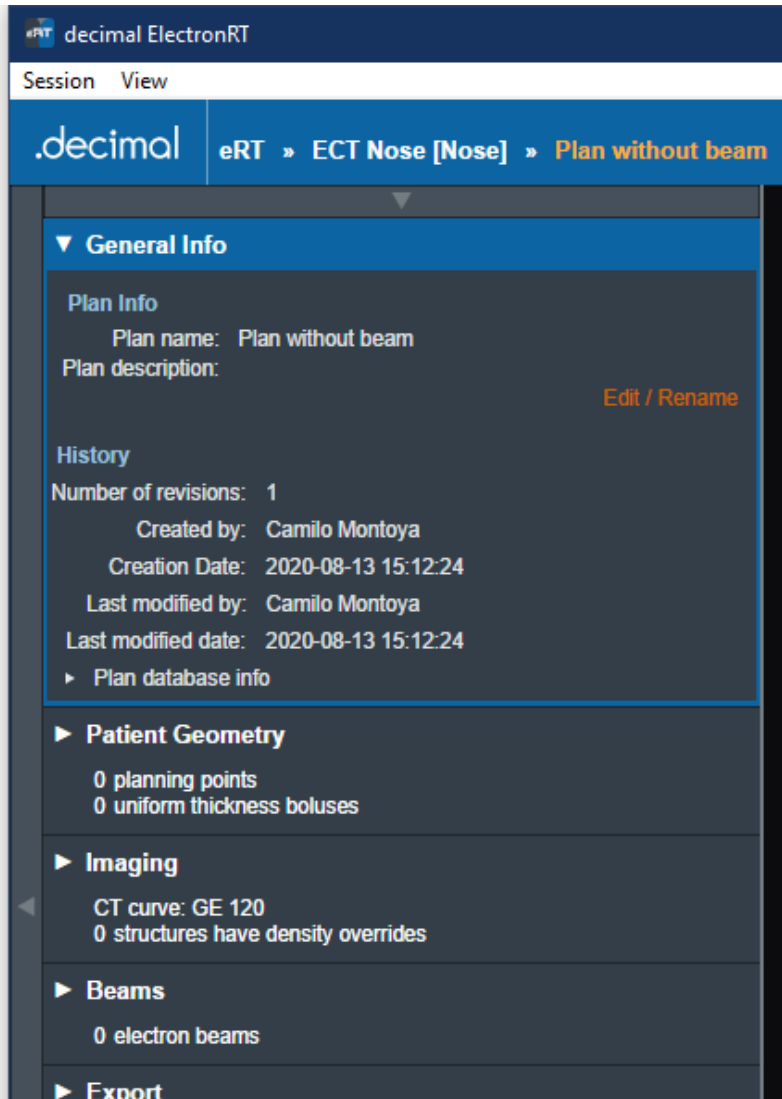 eRT decimal ElectronRT
Session View
.decimal eRT » ECT Nose [Nose] » Plan without beam
▼ General Info
Plan Info
Plan name: Plan without beam
Plan description:
Edit / Rename
History
Number of revisions: 1
Created by: Camilo Montoya
Creation Date: 2020-08-13 15:12:24
Last modified by: Camilo Montoya
Last modified date: 2020-08-13 15:12:24
Plan database info
Patient Geometry
0 planning points
0 uniform thickness boluses
Imaging
CT curve: GE 120
0 structures have density overrides
Beams
0 electron beams
Export